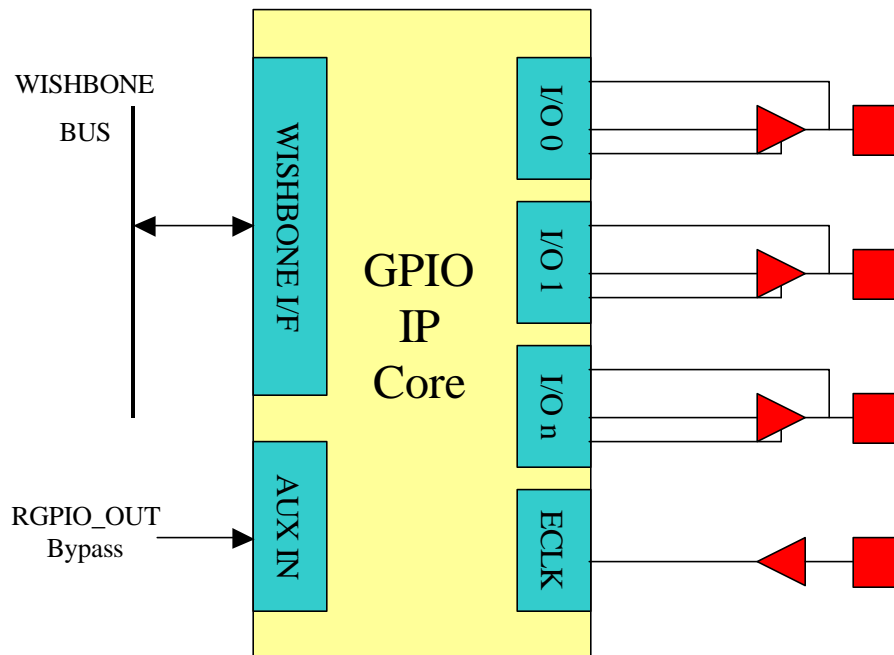 WISHBONE
BUS
WISHBONE I/F
RGPIO_OUT
Bypass
AUX IN
GPIO
IP
Core
I/O 0
I/O 1
I/O n
ECLK